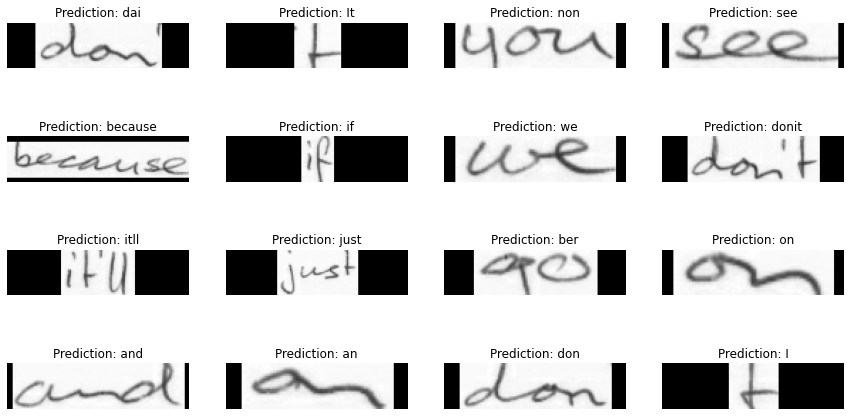 Prediction: dai Prediction: It Prediction: non Prediction: see
don' t you see
Prediction: because Prediction: if Prediction: we Prediction: donit
because if we don't
Prediction: itll Prediction: just Prediction: ber Prediction: on
it'll just go on
Prediction: and Prediction: an Prediction: don Prediction: I
and on don t